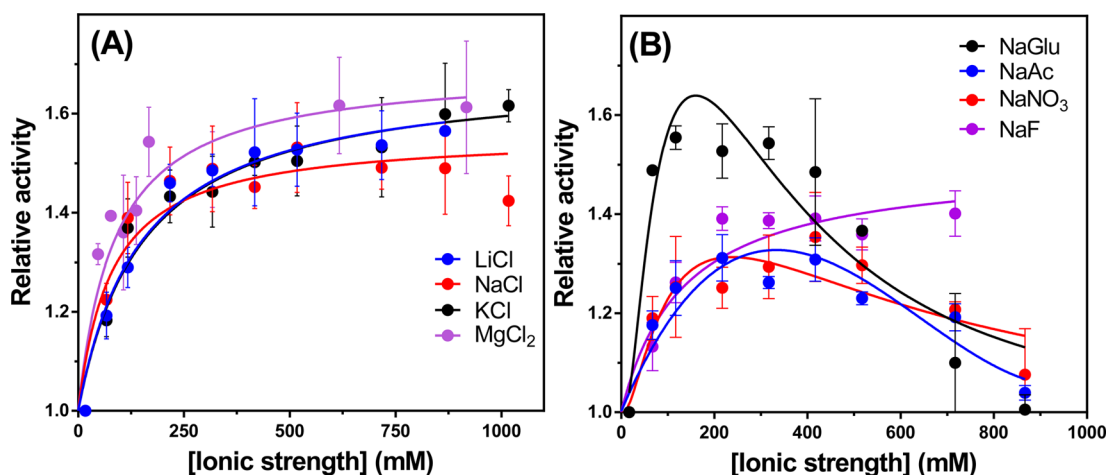 (A)
Relative activity
1.6
1.4
1.2
1.0
LiCl
NaCl
KCl
MgCl₂
0
250
500
750
1000
[Ionic strength] (mM)
(B)
Relative activity
1.6
1.4
1.2
1.0
NaGlu
NaAc
NaNO₃
NaF
0
200
400
600
800
1000
[Ionic strength] (mM)